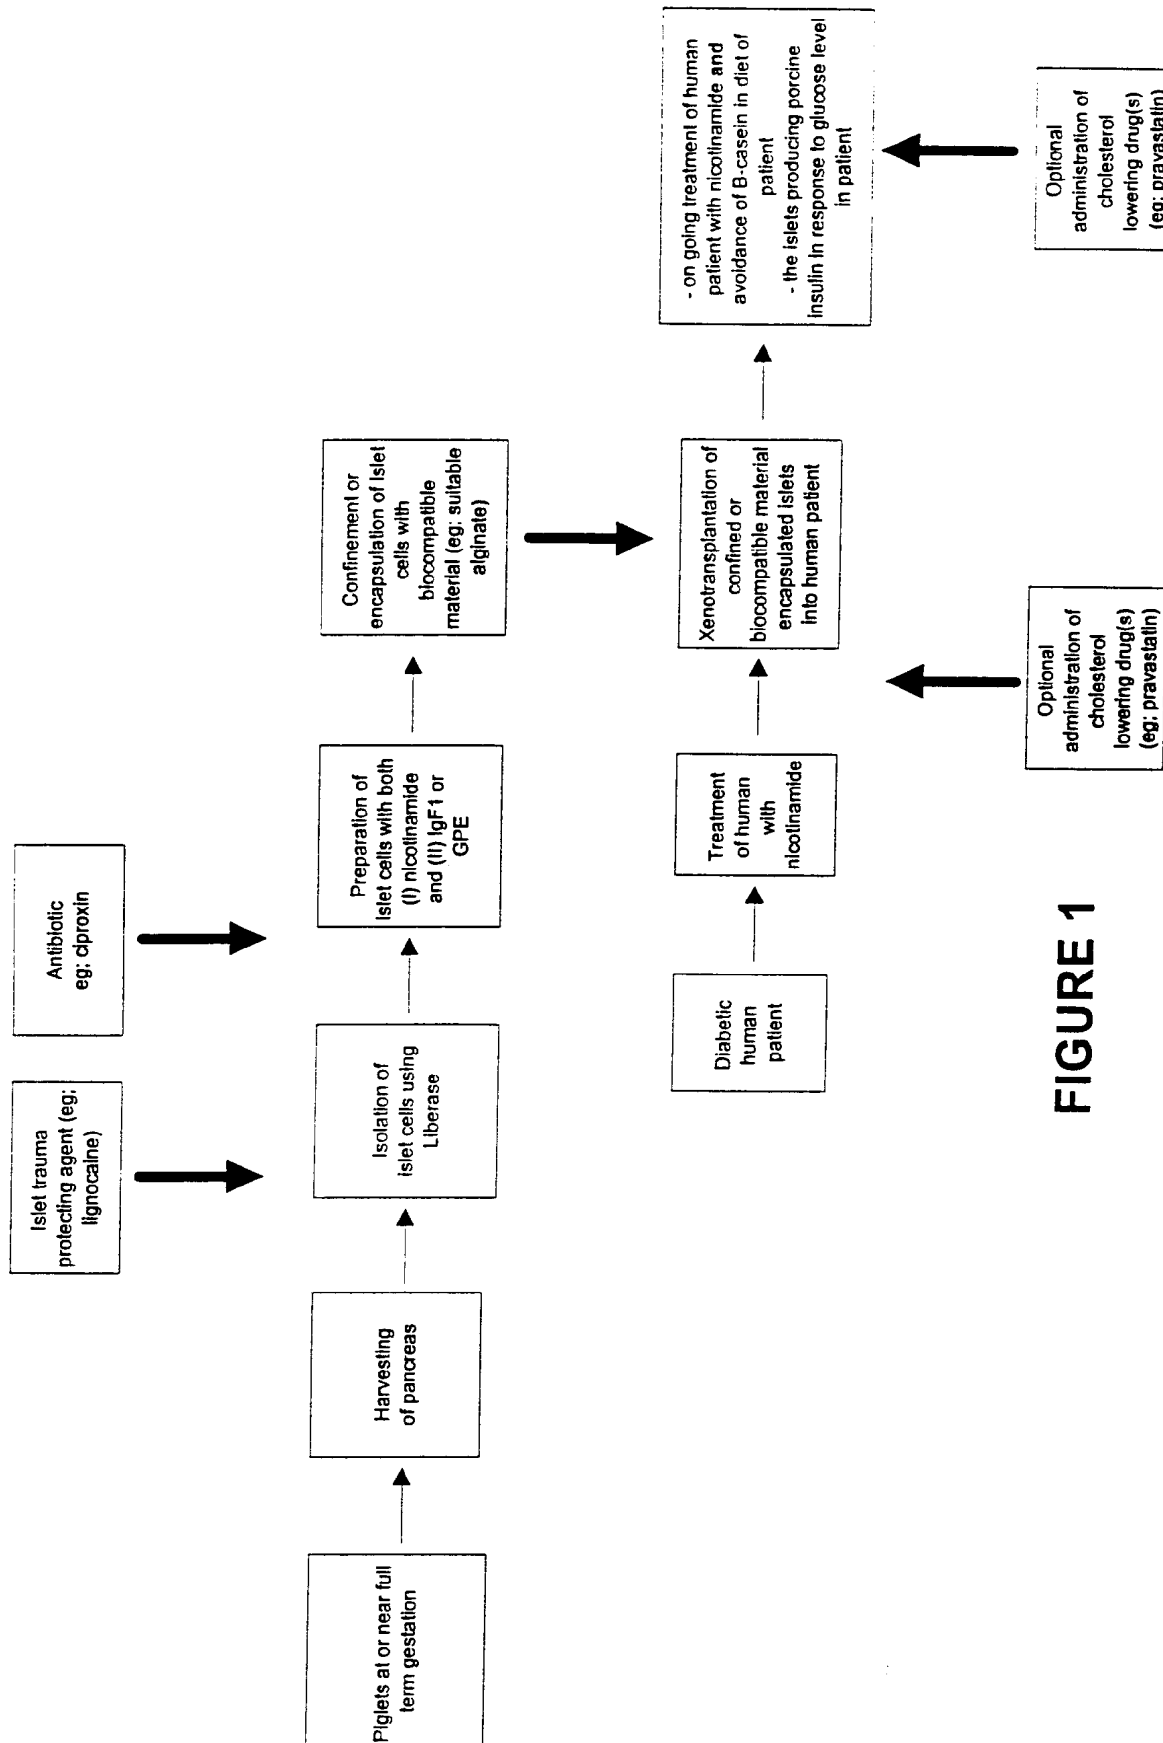 Islet trauma
protecting agent (eg;
lignocaine)
Antibiotic
eg; ciproxin
Piglets at or near full
term gestation
Harvesting
of pancreas
Isolation of
islet cells using
Liberase
Preparation of
Islet cells with both
(I) nicotinamide
and (II) IgF1 or
GPE
Confinement or
encapsulation of Islet
cells with
biocompatible
material (eg; suitable
alginate)
Diabetic
human
patient
Treatment
of human
with
nicotinamide
Xenotransplantation of
confined or
biocompatible material
encapsulated islets
into human patient
- on going treatment of human
patient with nicotinamide and
avoidance of B-casein in diet of
patient
- the islets producing porcine
Insulin In response to glucose level
in patient
Optional
administration of
cholesterol
lowering drug(s)
(eg; pravastatin)
Optional
administration of
cholesterol
lowering drug(s)
(eg; pravastatin)
FIGURE 1